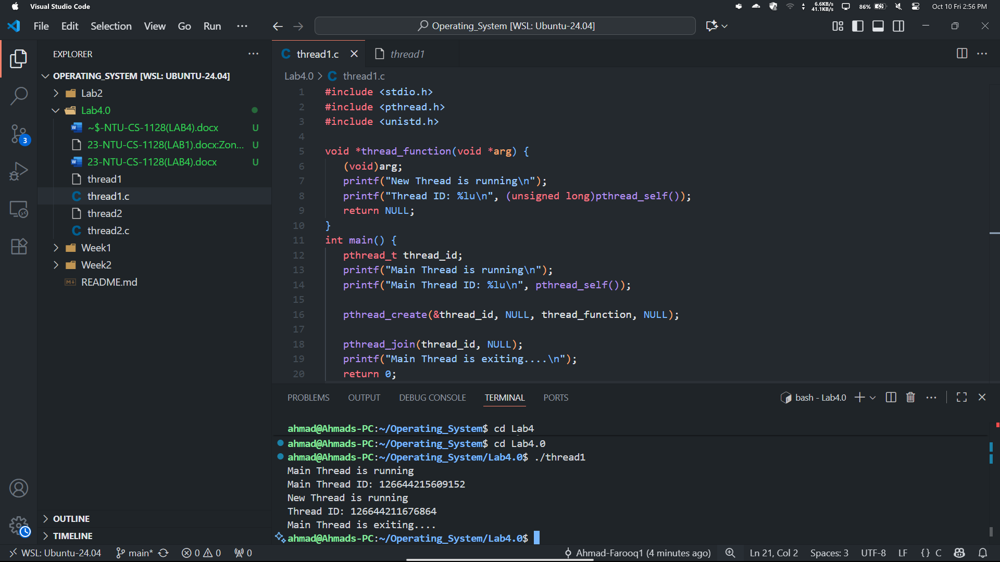 Visual Studio Code
6.6KB/s
41.1KB/s
86%
Oct 10 Fri 2:56 PM
File Edit Selection View Go Run ···
Operating_System [WSL: Ubuntu-24.04]
EXPLORER
OPERATING_SYSTEM [WSL: UBUNTU-24.04]
Lab2
Lab4.0
~$-NTU-CS-1128(LAB4).docx U
23-NTU-CS-1128(LAB1).docx:Zon... U
23-NTU-CS-1128(LAB4).docx U
thread1
thread1.c
thread2
thread2.c
Week1
Week2
README.md
3
OUTLINE
TIMELINE
thread1.c thread1
Lab4.0 > C thread1.c
1 #include <stdio.h>
2 #include <pthread.h>
3 #include <unistd.h>
4
5 void *thread_function(void *arg) {
6 (void)arg;
7 printf("New Thread is running\n");
8 printf("Thread ID: %lu\n", (unsigned long)pthread_self());
9 return NULL;
10 }
11 int main() {
12 pthread_t thread_id;
13 printf("Main Thread is running\n");
14 printf("Main Thread ID: %lu\n", pthread_self());
15
16 pthread_create(&thread_id, NULL, thread_function, NULL);
17
18 pthread_join(thread_id, NULL);
19 printf("Main Thread is exiting....\n");
20 return 0;
PROBLEMS OUTPUT DEBUG CONSOLE TERMINAL PORTS
bash - Lab4.0
ahmad@Ahmads-PC:~/Operating_System$ cd Lab4
ahmad@Ahmads-PC:~/Operating_System$ cd Lab4.0
ahmad@Ahmads-PC:~/Operating_System/Lab4.0$ ./thread1
Main Thread is running
Main Thread ID: 126644215609152
New Thread is running
Thread ID: 126644211676864
Main Thread is exiting....
ahmad@Ahmads-PC:~/Operating_System/Lab4.0$
WSL: Ubuntu-24.04 main* 0 0 0 Ahmad-Farooq1 (4 minutes ago) Ln 21, Col 2 Spaces: 3 UTF-8 LF {} C